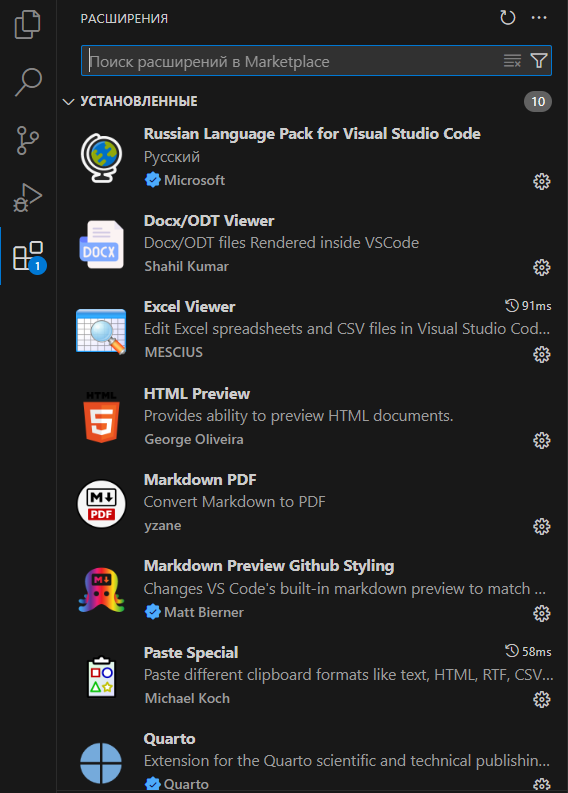 РАСШИРЕНИЯ
Поиск расширений в Marketplace
УСТАНОВЛЕННЫЕ 10
Russian Language Pack for Visual Studio Code
Русский
Microsoft
DOCX
Docx/ODT Viewer
Docx/ODT files Rendered inside VSCode
Shahil Kumar
1
Excel Viewer 91ms
Edit Excel spreadsheets and CSV files in Visual Studio Cod...
MESCIUS
HTML
5
HTML Preview
Provides ability to preview HTML documents.
George Oliveira
M
PDF
Markdown PDF
Convert Markdown to PDF
yzane
M
Markdown Preview Github Styling
Changes VS Code's built-in markdown preview to match ...
Matt Bierner
Paste Special 58ms
Paste different clipboard formats like text, HTML, RTF, CSV...
Michael Koch
Quarto
Extension for the Quarto scientific and technical publishin...
Quarto